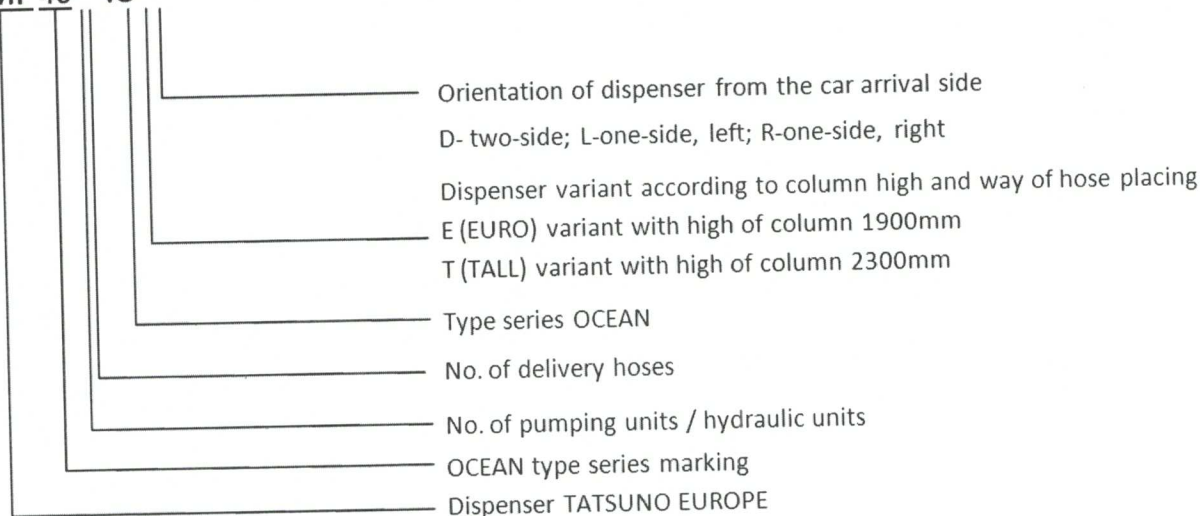 Orientation of dispenser from the car arrival side
D- two-side; L-one-side, left; R-one-side, right
Dispenser variant according to column high and way of hose placing
E (EURO) variant with high of column 1900mm
T (TALL) variant with high of column 2300mm
Type series OCEAN
No. of delivery hoses
No. of pumping units / hydraulic units
OCEAN type series marking
Dispenser TATSUNO EUROPE